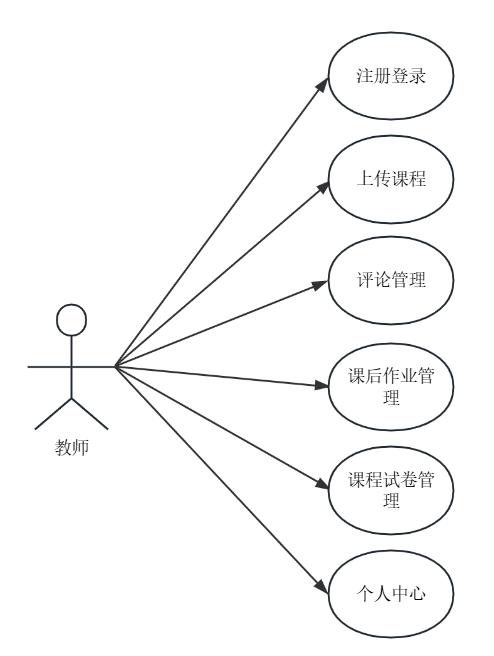 注册登录
上传课程
评论管理
课后作业管
理
教师
课程试卷管
理
个人中心